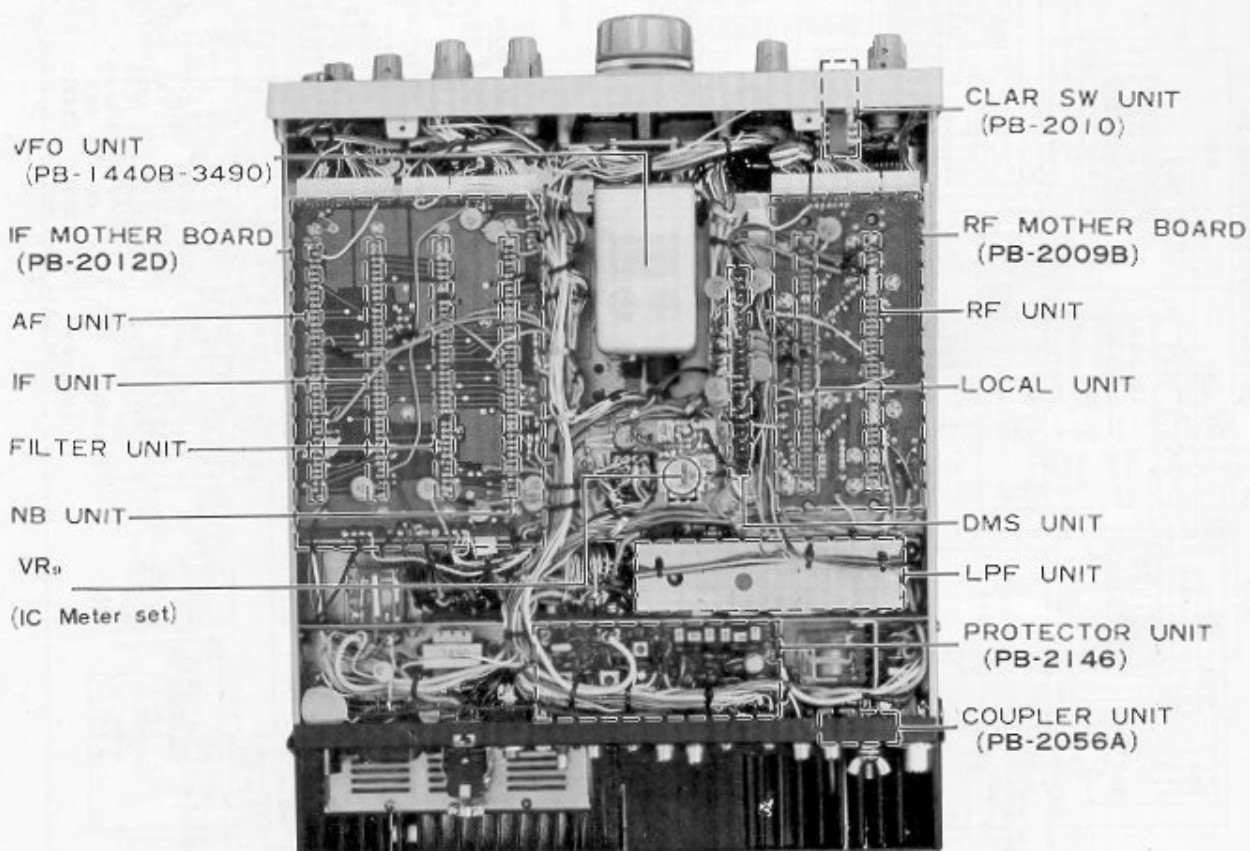 VFO UNIT
(PB-1440B-3490)
IF MOTHER BOARD
(PB-2012D)
AF UNIT
IF UNIT
FILTER UNIT
NB UNIT
VR₉
(IC Meter set)
CLAR SW UNIT
(PB-2010)
RF MOTHER BOARD
(PB-2009B)
RF UNIT
LOCAL UNIT
DMS UNIT
LPF UNIT
PROTECTOR UNIT
(PB-2146)
COUPLER UNIT
(PB-2056A)